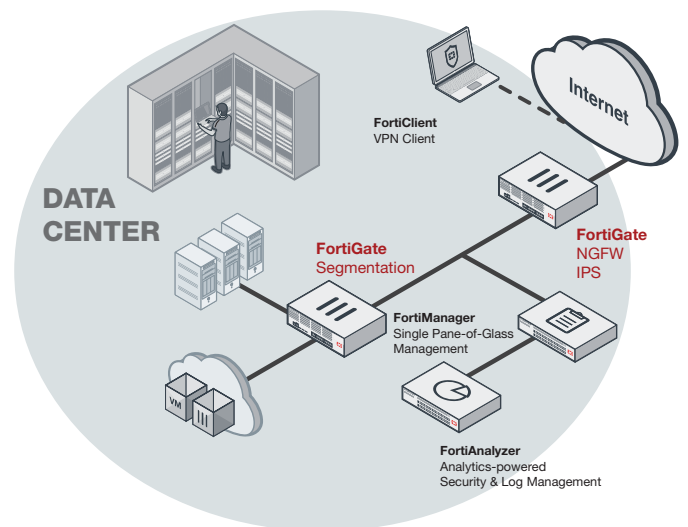 FortiClient
VPN Client
Internet
DATA
CENTER
FortiGate
Segmentation
FortiGate
NGFW
IPS
FortiManager
Single Pane-of-Glass
Management
VM
FortiAnalyzer
Analytics-powered
Security & Log Management